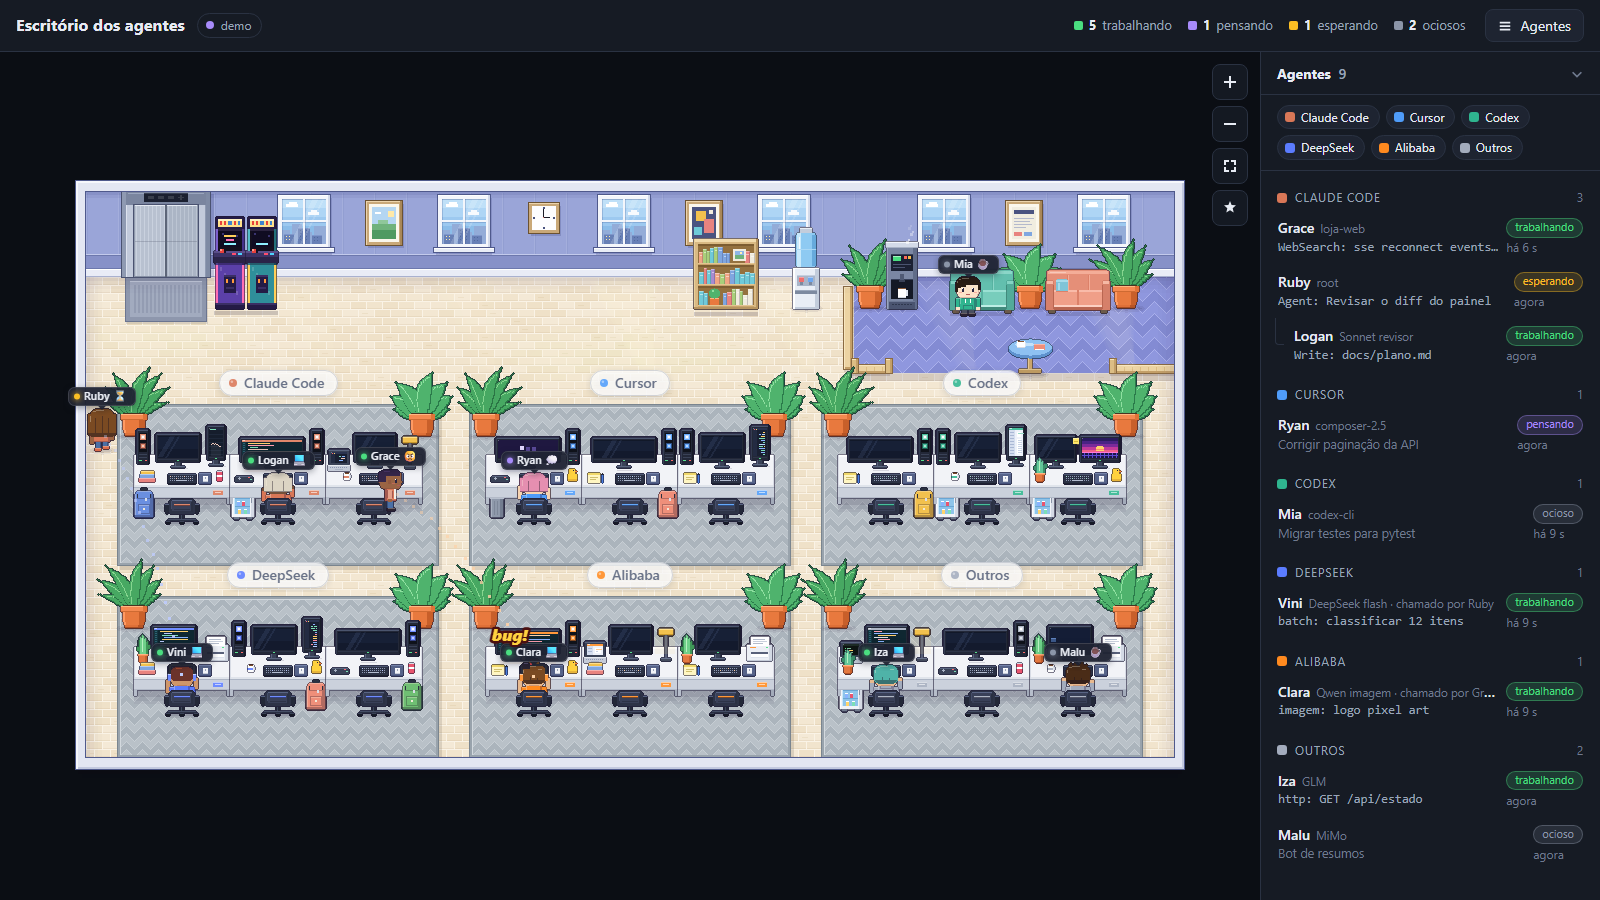 Escritório dos agentes
demo
5 trabalhando
1 pensando
1 esperando
2 ociosos
Agentes
Agentes 9
Claude Code
Cursor
Codex
DeepSeek
Alibaba
Outros
CLAUDE CODE 3
Grace loja-web trabalhando
WebSearch: sse reconnect events… há 6 s
Ruby root esperando
Agent: Revisar o diff do painel agora
Logan Sonnet revisor trabalhando
Write: docs/plano.md agora
CURSOR 1
Ryan composer-2.5 pensando
Corrigir paginação da API agora
CODEX 1
Mia codex-cli ocioso
Migrar testes para pytest há 9 s
DEEPSEEK 1
Vini DeepSeek flash · chamado por Ruby trabalhando
batch: classificar 12 itens há 9 s
ALIBABA 1
Clara Qwen imagem · chamado por Gr… trabalhando
imagem: logo pixel art há 9 s
OUTROS 2
Iza GLM trabalhando
http: GET /api/estado agora
Malu MiMo ocioso
Bot de resumos agora
Mia
Claude Code
Cursor
Codex
Ruby
Logan
Grace
Ryan
DeepSeek
Alibaba
Outros
bug!
Vini
Clara
Iza
Malu